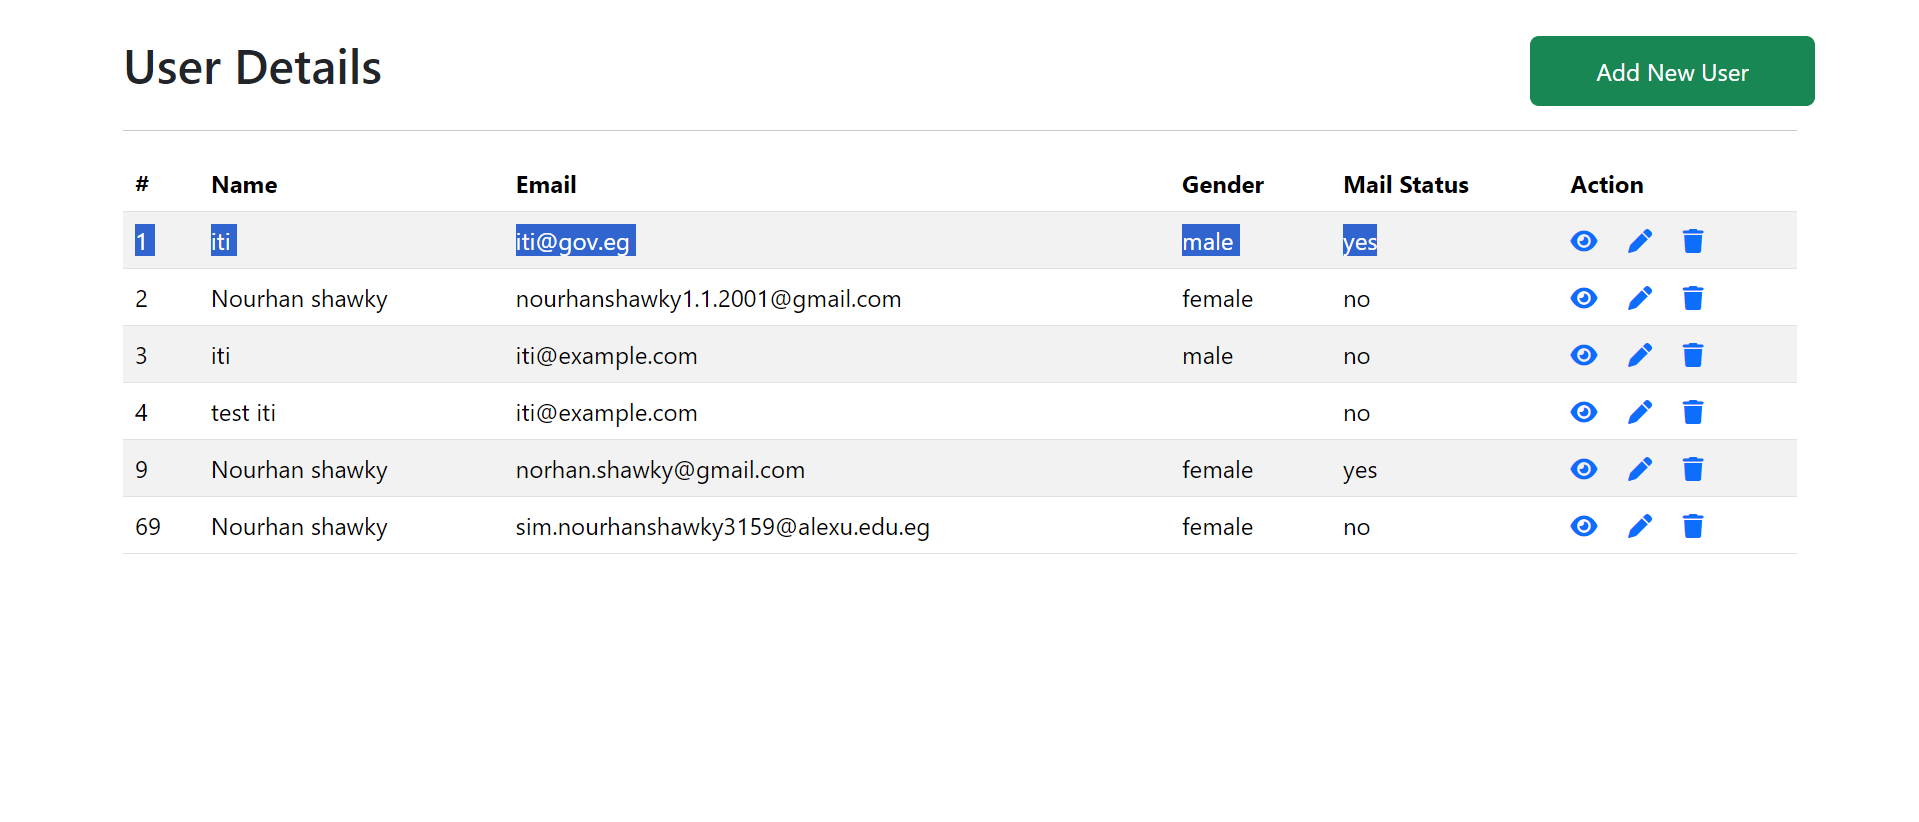 User Details
Add New User
# Name Email Gender Mail Status Action
1 iti iti@gov.eg male yes
2 Nourhan shawky nourhanshawky1.1.2001@gmail.com female no
3 iti iti@example.com male no
4 test iti iti@example.com no
9 Nourhan shawky norhan.shawky@gmail.com female yes
69 Nourhan shawky sim.nourhanshawky3159@alexu.edu.eg female no